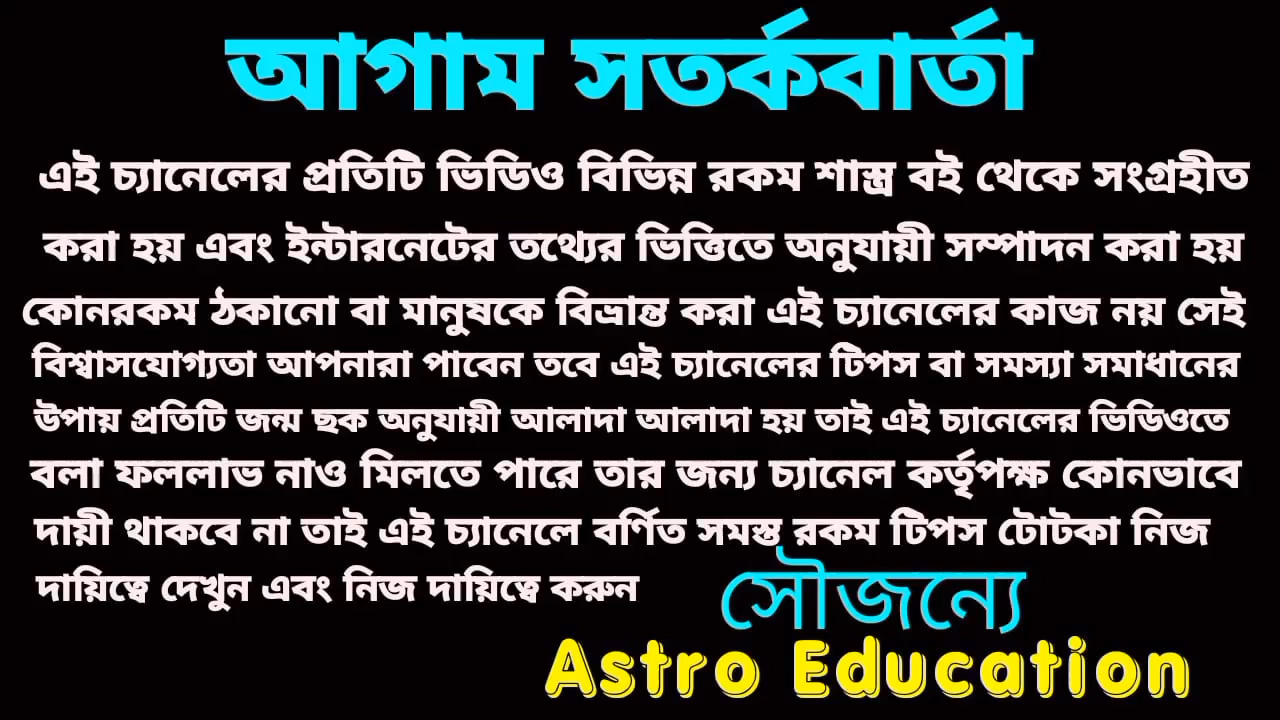 আগাম সতর্কবার্তা
এই চ্যানেলের প্রতিটি ভিডিও বিভিন্ন রকম শাস্ত্র বই থেকে সংগ্রহীত
করা হয় এবং ইন্টারনেটের তথ্যের ভিত্তিতে অনুযায়ী সম্পাদন করা হয়
কোনরকম ঠকানো বা মানুষকে বিভ্রান্ত করা এই চ্যানেলের কাজ নয় সেই
বিশ্বাসযোগ্যতা আপনারা পাবেন তবে এই চ্যানেলের টিপস বা সমস্যা সমাধানের
উপায় প্রতিটি জন্ম ছক অনুযায়ী আলাদা আলাদা হয় তাই এই চ্যানেলের ভিডিওতে
বলা ফললাভ নাও মিলতে পারে তার জন্য চ্যানেল কর্তৃপক্ষ কোনভাবে
দায়ী থাকবে না তাই এই চ্যানেলে বর্ণিত সমস্ত রকম টিপস টোটকা নিজ
দায়িত্বে দেখুন এবং নিজ দায়িত্বে করুন
সৌজন্যে
Astro Education